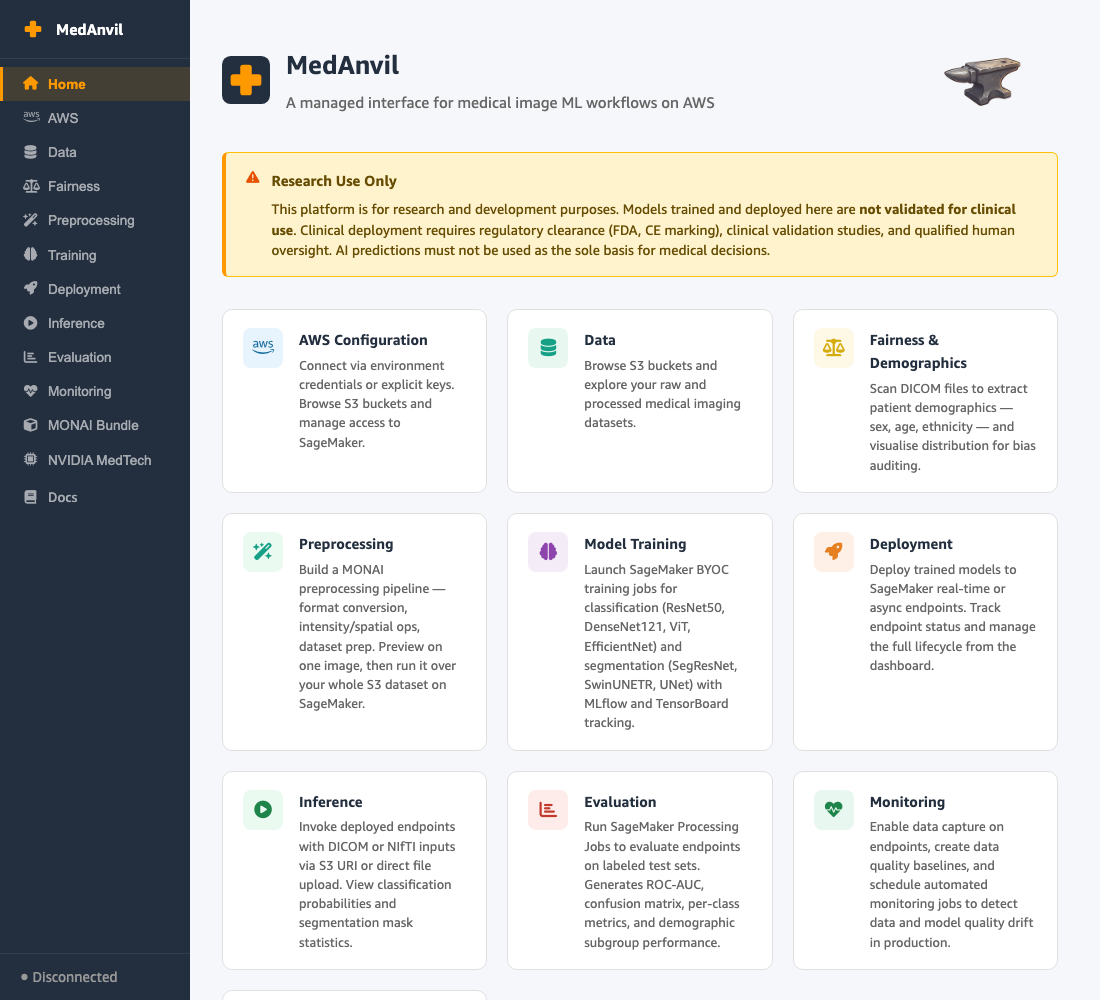 MedAnvil
Home
aws AWS
Data
Fairness
Preprocessing
Training
Deployment
Inference
Evaluation
Monitoring
MONAI Bundle
NVIDIA MedTech
Docs
Disconnected
MedAnvil
A managed interface for medical image ML workflows on AWS
Research Use Only
This platform is for research and development purposes. Models trained and deployed here are not validated for clinical
use. Clinical deployment requires regulatory clearance (FDA, CE marking), clinical validation studies, and qualified human
oversight. AI predictions must not be used as the sole basis for medical decisions.
aws
AWS Configuration
Connect via environment
credentials or explicit keys.
Browse S3 buckets and
manage access to
SageMaker.
Data
Browse S3 buckets and
explore your raw and
processed medical imaging
datasets.
Fairness &
Demographics
Scan DICOM files to extract
patient demographics —
sex, age, ethnicity — and
visualise distribution for bias
auditing.
Preprocessing
Build a MONAI
preprocessing pipeline —
format conversion,
intensity/spatial ops,
dataset prep. Preview on
one image, then run it over
your whole S3 dataset on
SageMaker.
Model Training
Launch SageMaker BYOC
training jobs for
classification (ResNet50,
DenseNet121, ViT,
EfficientNet) and
segmentation (SegResNet,
SwinUNETR, UNet) with
MLflow and TensorBoard
tracking.
Deployment
Deploy trained models to
SageMaker real-time or
async endpoints. Track
endpoint status and manage
the full lifecycle from the
dashboard.
Inference
Invoke deployed endpoints
with DICOM or NIfTI inputs
via S3 URI or direct file
upload. View classification
probabilities and
segmentation mask
statistics.
Evaluation
Run SageMaker Processing
Jobs to evaluate endpoints
on labeled test sets.
Generates ROC-AUC,
confusion matrix, per-class
metrics, and demographic
subgroup performance.
Monitoring
Enable data capture on
endpoints, create data
quality baselines, and
schedule automated
monitoring jobs to detect
data and model quality drift
in production.